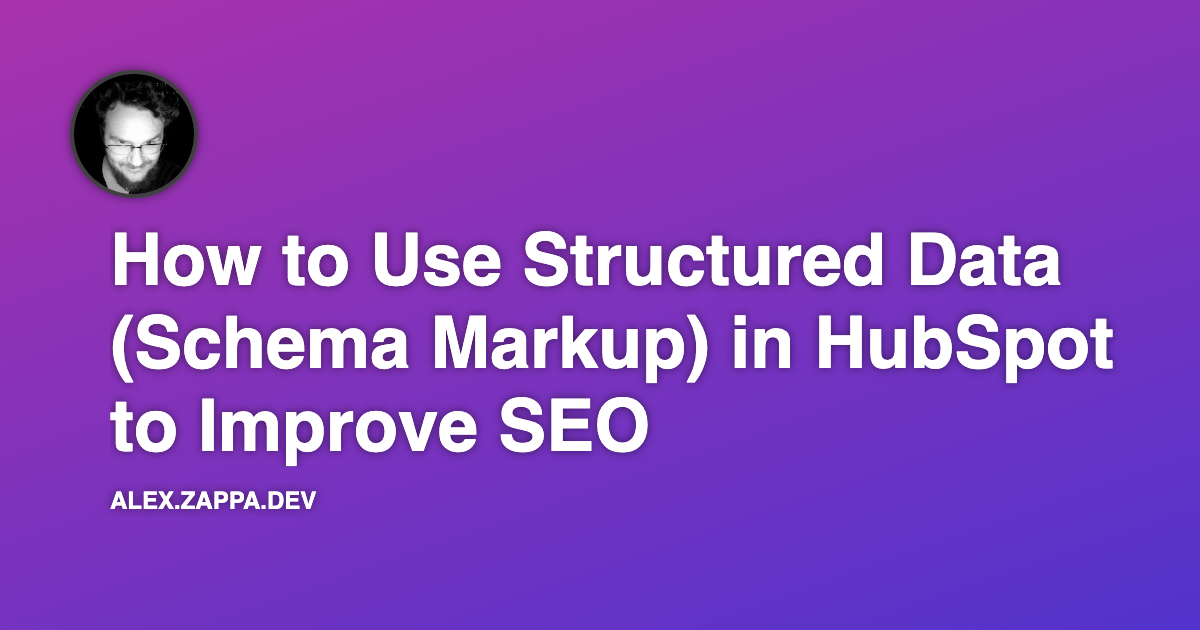 How to Use Structured Data
(Schema Markup) in HubSpot
to Improve SEO
ALEX.ZAPPA.DEV